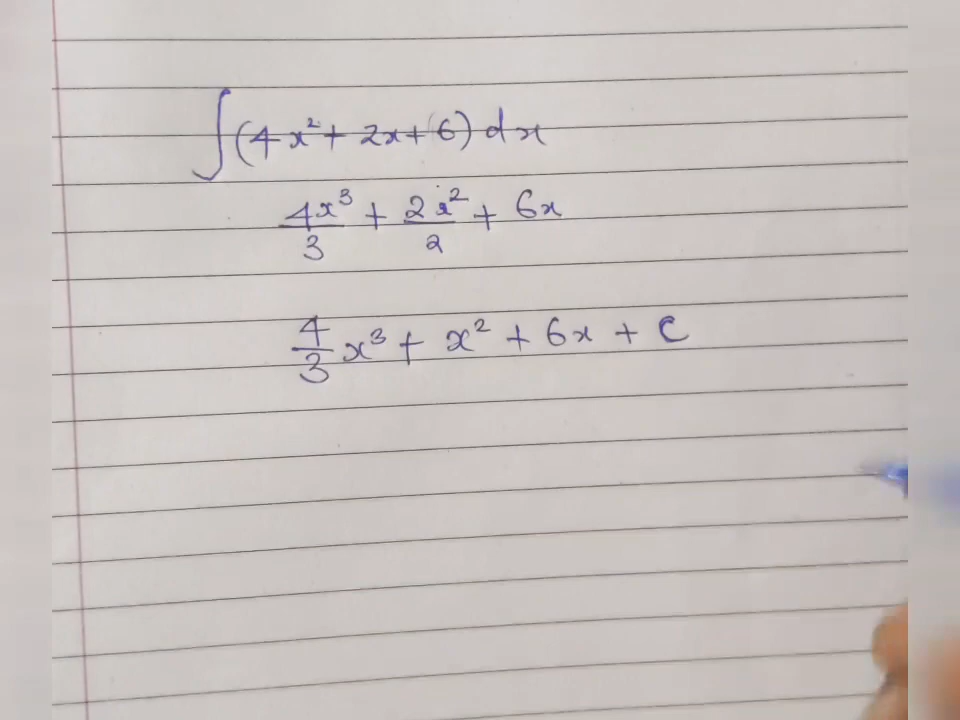 ∫(4x² + 2x + 6) dx
4x³/3 + 2x²/2 + 6x
4/3 x³ + x² + 6x + C